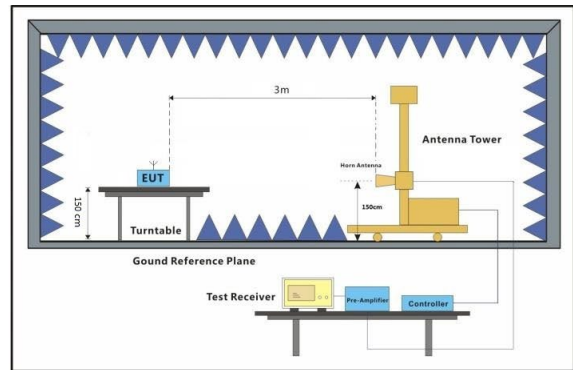 3m
Antenna Tower
Horn Antenna
EUT
150 cm
150cm
Turntable
Gound Reference Plane
Test Receiver
Pre-Amplifier
Controller